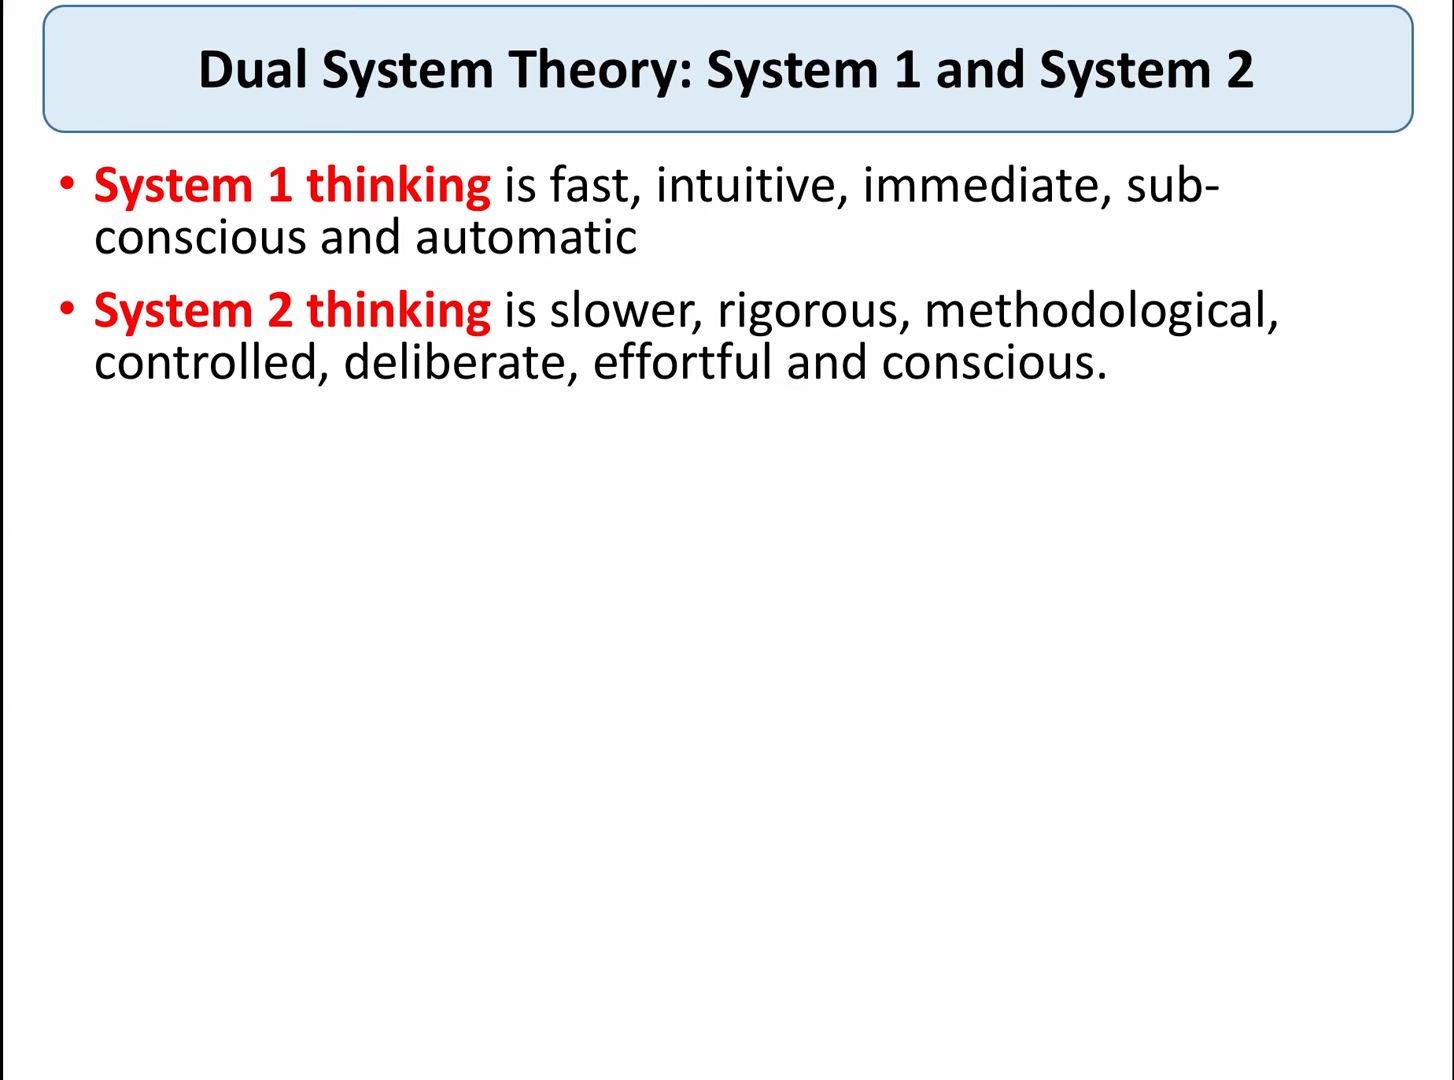 Dual System Theory: System 1 and System 2
• System 1 thinking is fast, intuitive, immediate, sub-
conscious and automatic
• System 2 thinking is slower, rigorous, methodological,
controlled, deliberate, effortful and conscious.